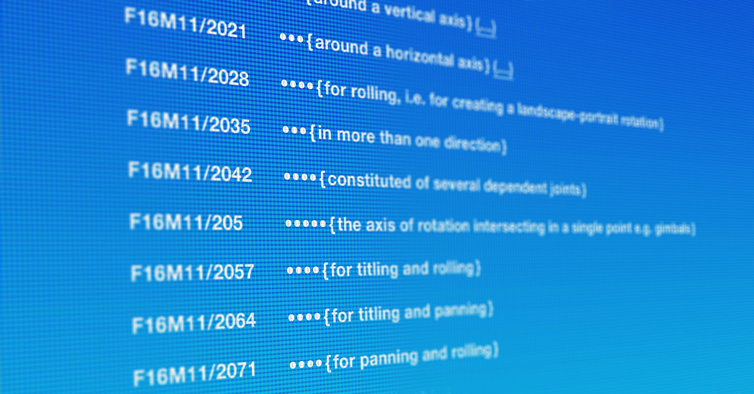 around a vertical axis} {...}
F16M11/2021 •••{around a horizontal axis} {...}
F16M11/2028 ••••{for rolling, i.e. for creating a landscape-portrait rotation}
F16M11/2035 •••{in more than one direction}
F16M11/2042 ••••{constituted of several dependent joints}
F16M11/205 •••••{the axis of rotation intersecting in a single point e.g. gimbals}
F16M11/2057 ••••{for titling and rolling}
F16M11/2064 ••••{for titling and panning}
F16M11/2071 ••••{for panning and rolling}